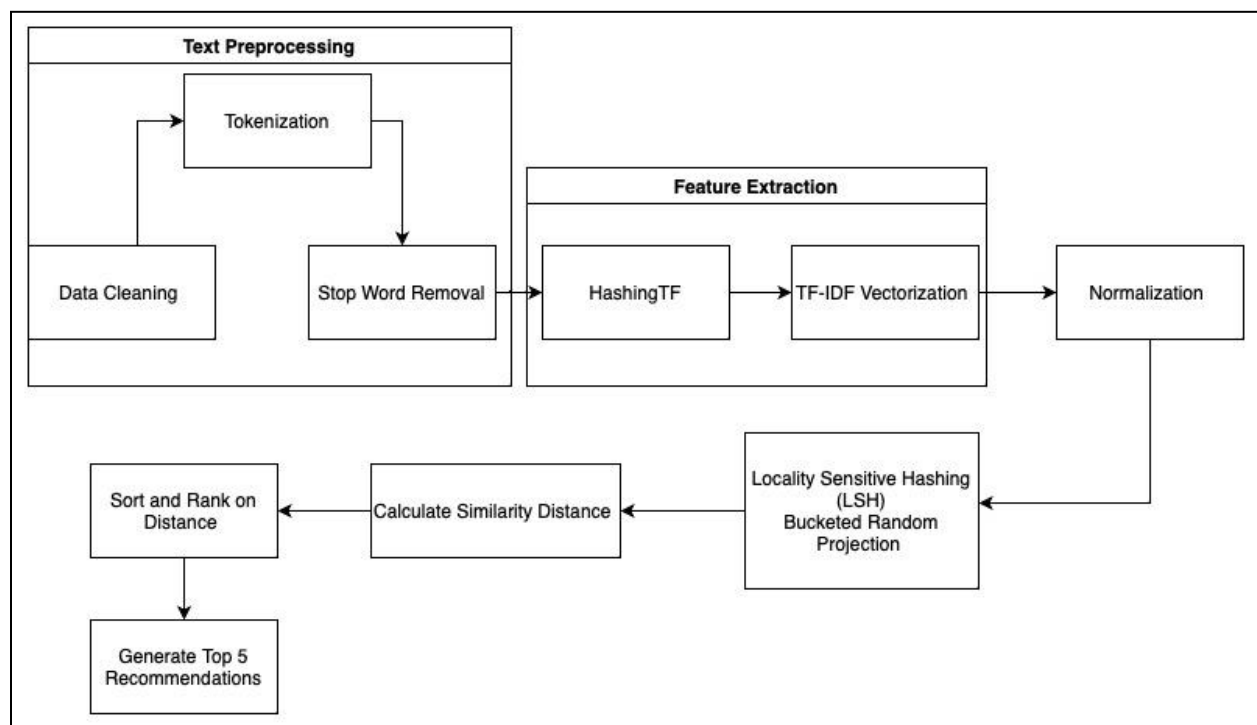 Text Preprocessing
Tokenization
Data Cleaning
Stop Word Removal
Feature Extraction
HashingTF
TF-IDF Vectorization
Normalization
Locality Sensitive Hashing
(LSH)
Bucketed Random
Projection
Calculate Similarity Distance
Sort and Rank on
Distance
Generate Top 5
Recommendations